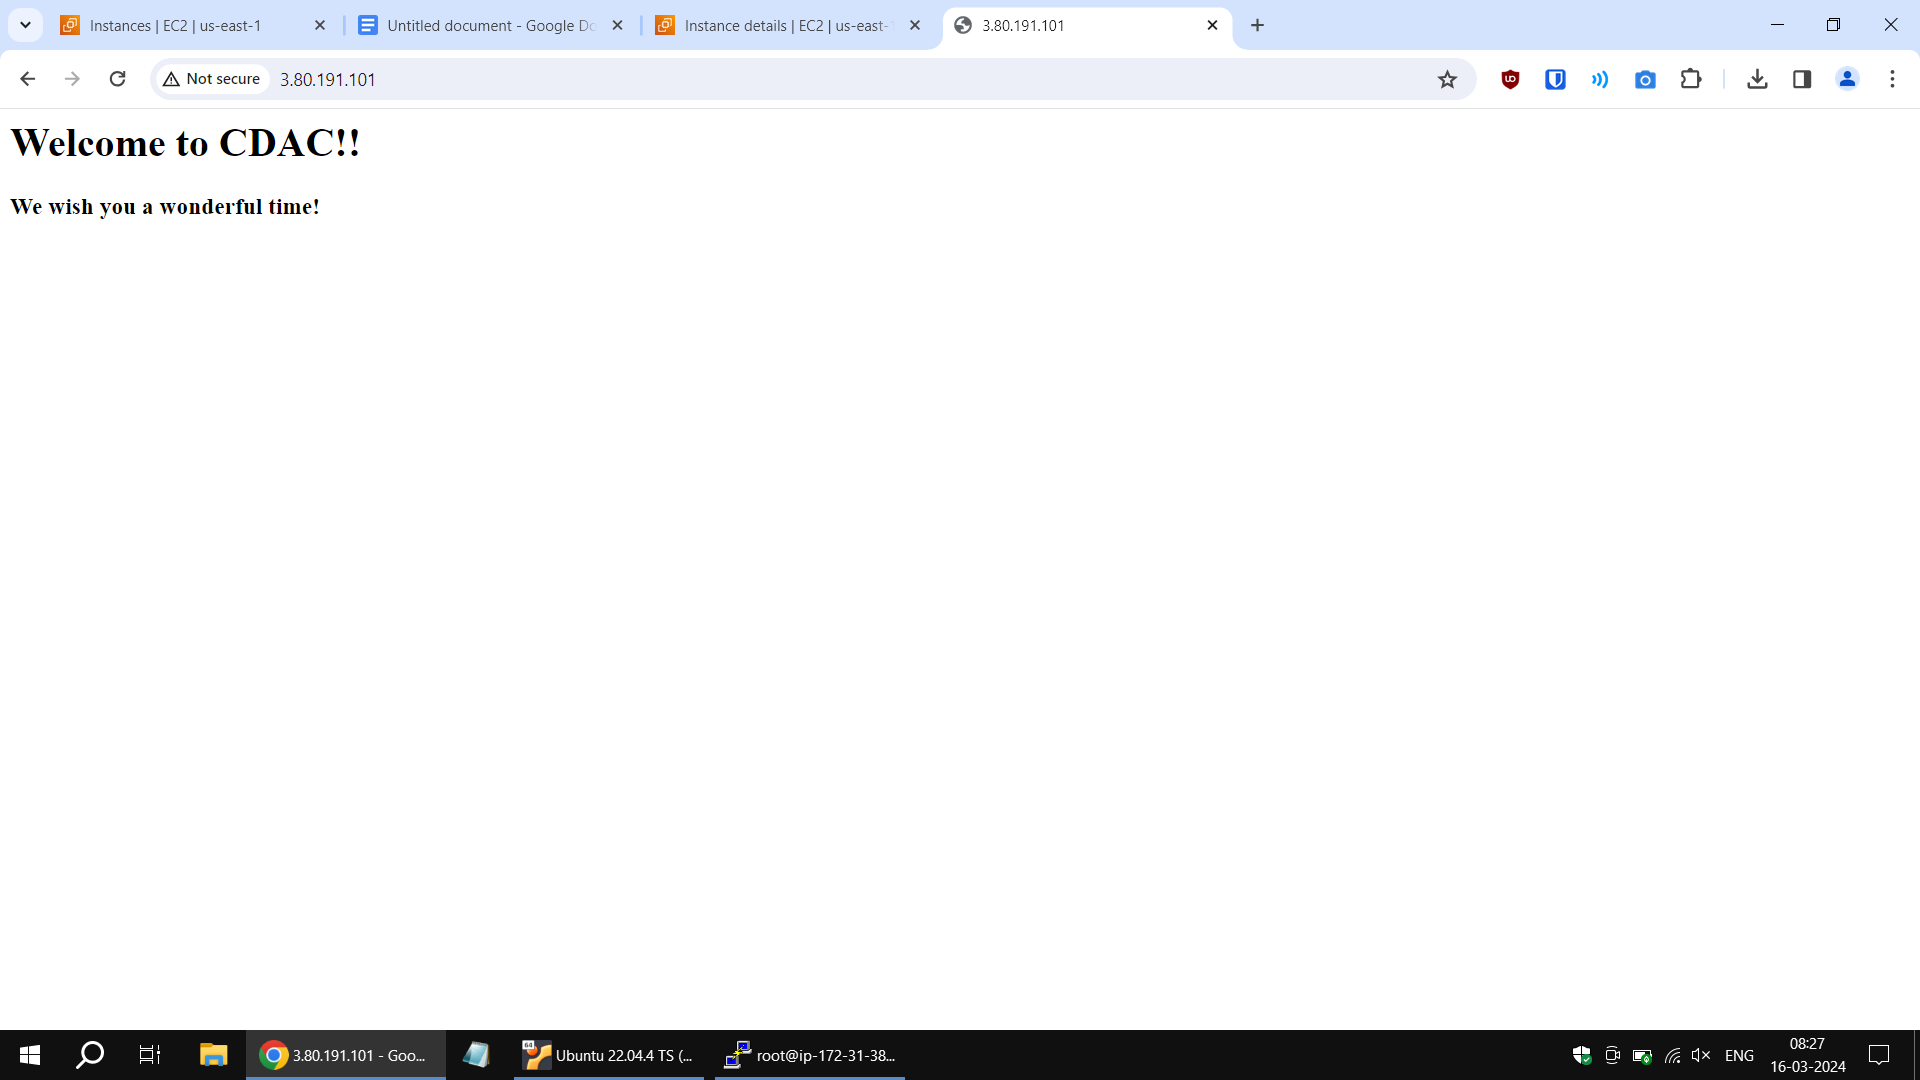 Instances | EC2 | us-east-1
Untitled document - Google Do
Instance details | EC2 | us-east-
3.80.191.101
Not secure
3.80.191.101
Welcome to CDAC!!
We wish you a wonderful time!
3.80.191.101 - Goo...
64
Ubuntu 22.04.4 TS (...
root@ip-172-31-38...
ENG
08:27
16-03-2024